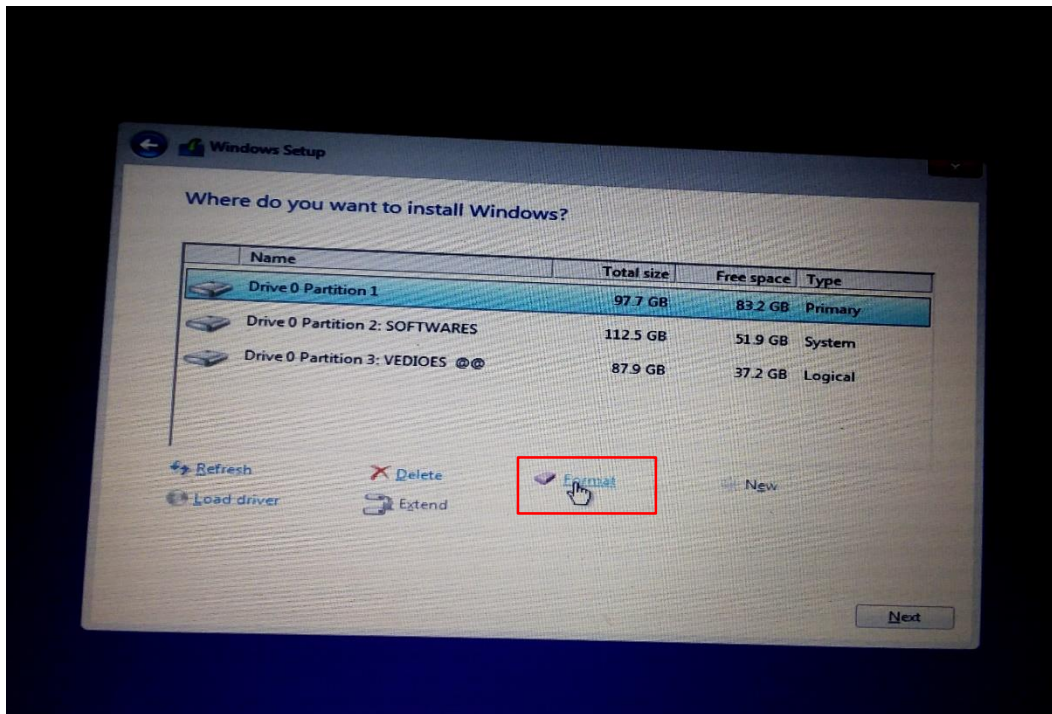 Windows Setup
Where do you want to install Windows?
Name Total size Free space Type
Drive 0 Partition 1 97.7 GB 83.2 GB Primary
Drive 0 Partition 2: SOFTWARES 112.5 GB 51.9 GB System
Drive 0 Partition 3: VEDIOES @@ 87.9 GB 37.2 GB Logical
Refresh Delete Format New
Load driver Extend
Next